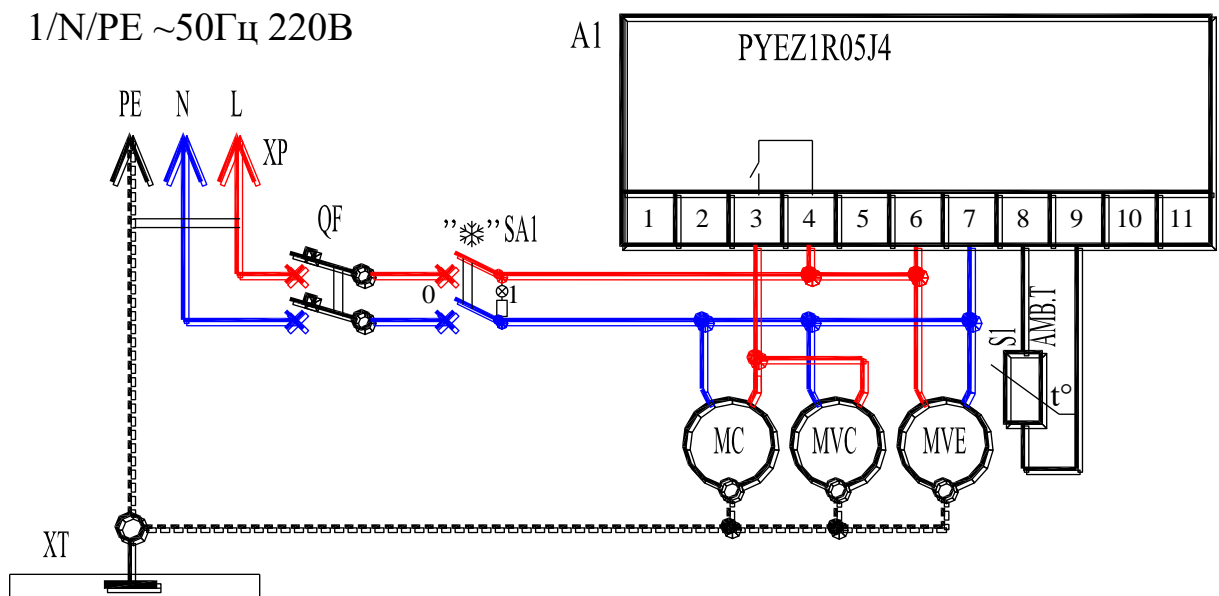 1/N/PE ~50Гц 220В
A1
PYEZ1R05J4
PE N L
XP
1 2 3 4 5 6 7 8 9 10 11
QF
”❄” SA1
0 1
S1
AMB.T
t°
MC MVC MVE
XT